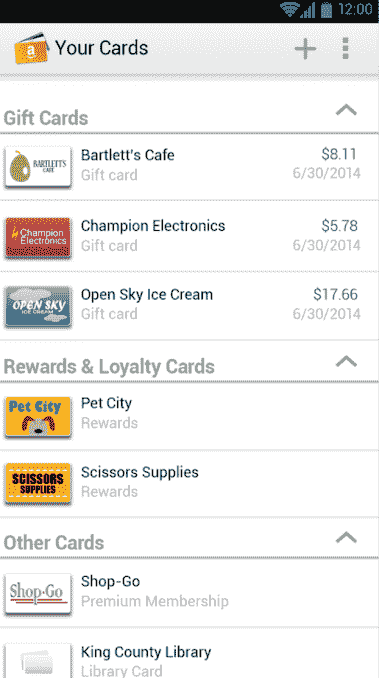 12:00
a
Your Cards
Gift Cards
BARTLETT'S
CAFE
Bartlett's Cafe
$8.11
Gift card
6/30/2014
Champion
Electronics
Champion Electronics
$5.78
Gift card
6/30/2014
OPEN SKY
ICE CREAM
Open Sky Ice Cream
$17.66
Gift card
6/30/2014
Rewards & Loyalty Cards
Pet City
Pet City
Rewards
SCISSORS
SUPPLIES
Scissors Supplies
Rewards
Other Cards
Shop·Go
Shop-Go
Premium Membership
King County Library
Library Card